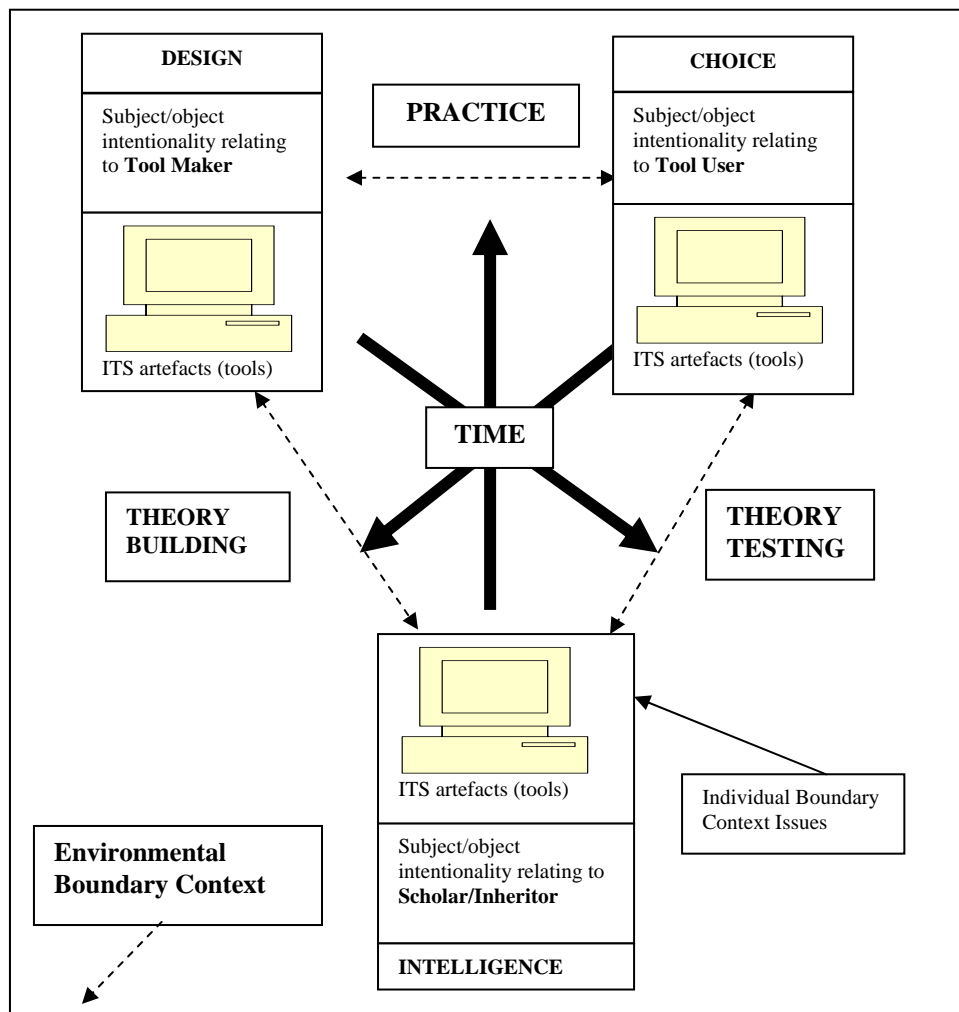 DESIGN
Subject/object
intentionality relating
to Tool Maker
ITS artefacts (tools)
PRACTICE
CHOICE
Subject/object
intentionality relating
to Tool User
ITS artefacts (tools)
TIME
THEORY
BUILDING
THEORY
TESTING
ITS artefacts (tools)
Subject/object
intentionality relating to
Scholar/Inheritor
INTELLIGENCE
Individual Boundary
Context Issues
Environmental
Boundary Context